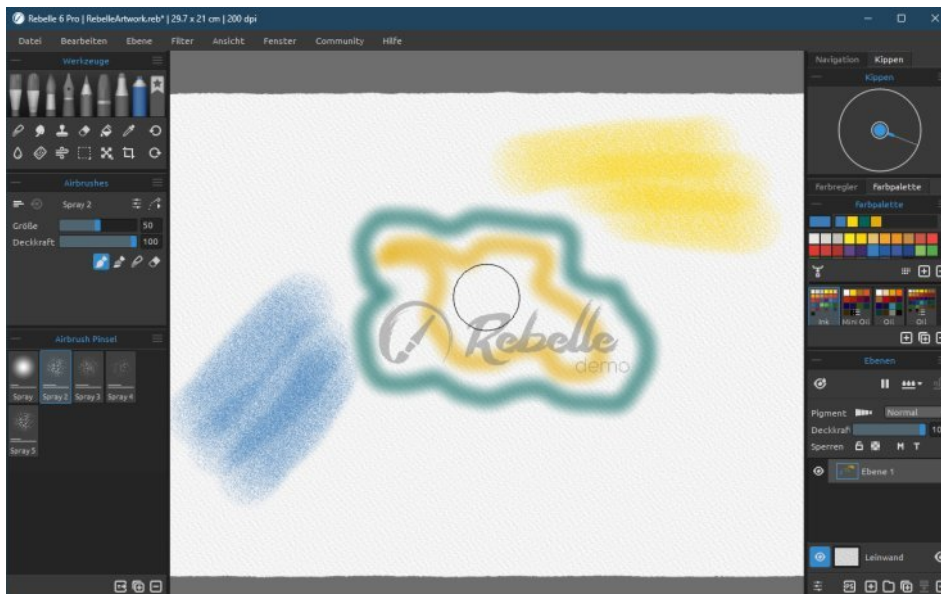 Rebelle 6 Pro | RebelleArtwork.reb* | 29.7 x 21 cm | 200 dpi
Datei Bearbeiten Ebene Filter Ansicht Fenster Community Hilfe
Werkzeuge
Airbrushes
Spray 2
Größe 50
Deckkraft 100
Airbrush Pinsel
Spray Spray 2 Spray 3 Spray 4
Spray 5
Rebelle
demo
Navigation Kippen
Kippen
Farbregler Farbpalette
Farbpalette
Ink Mini Oil Oil Oil
Ebenen
Pigment Normal
Deckkraft
Sperren M T
Ebene 1
Leinwand
PS